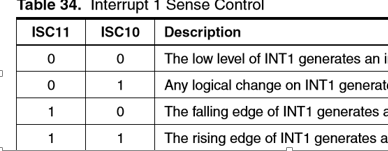 Table 34. Interrupt 1 Sense Control
ISC11 ISC10 Description
0 0 The low level of INT1 generates an
0 1 Any logical change on INT1
1 0 The falling edge of INT1 generates
1 1 The rising edge of INT1 generates